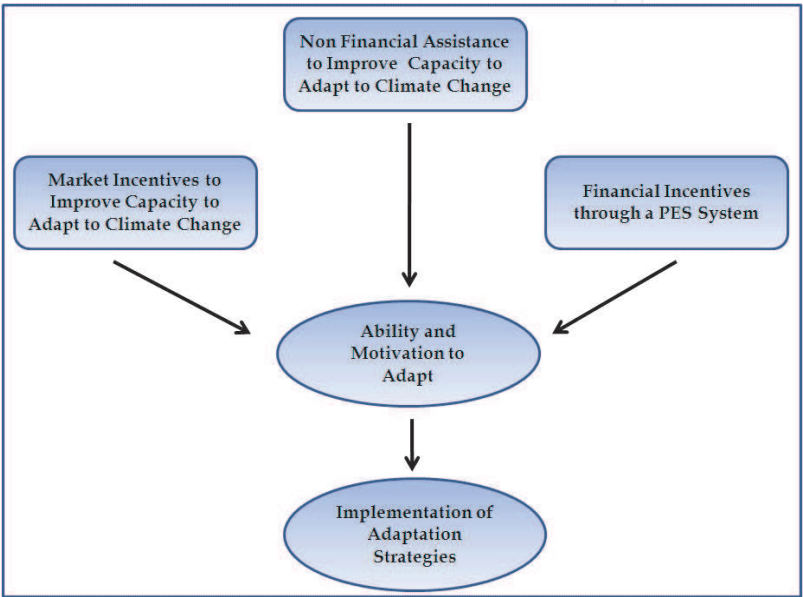 Non Financial Assistance
to Improve Capacity to
Adapt to Climate Change
Market Incentives to
Improve Capacity to
Adapt to Climate Change
Financial Incentives
through a PES System
Ability and
Motivation to
Adapt
Implementation of
Adaptation
Strategies